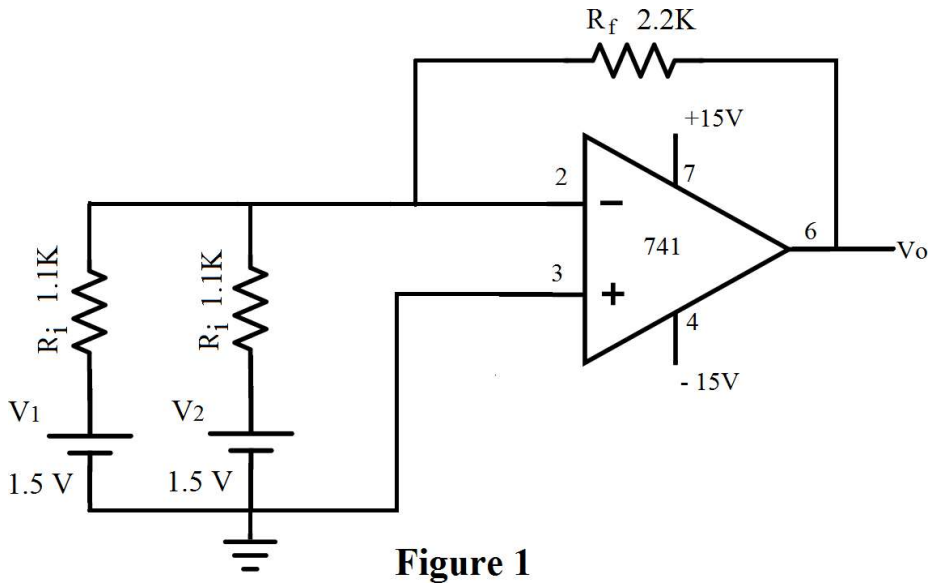 Rf 2.2K
+15V
7
2
−
6
741
Vo
Ri 1.1K
Ri 1.1K
3
+
4
- 15V
V1
V2
1.5 V
1.5 V
Figure 1